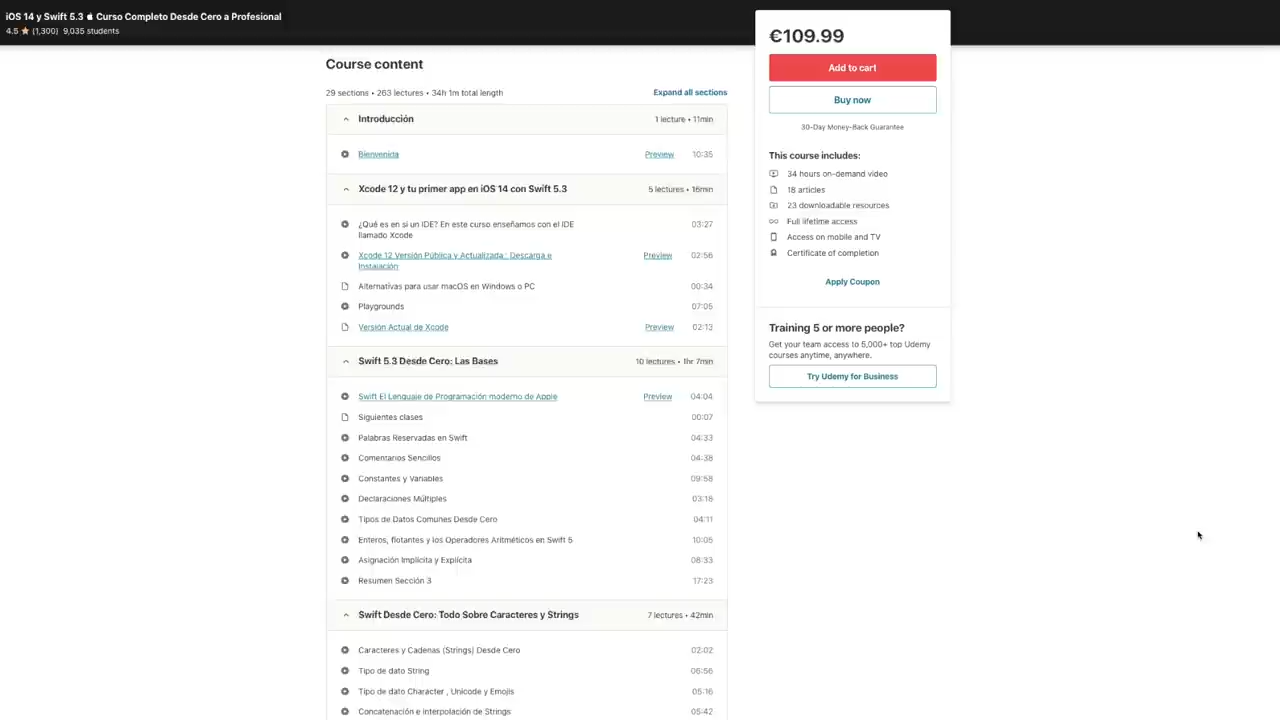 iOS 14 y Swift 5.3  Curso Completo Desde Cero a Profesional
4.5 ★ (1,300) 9,035 students
Course content
29 sections • 263 lectures • 34h 1m total length
Expand all sections
Introducción
1 lecture • 11min
Bienvenida
Preview
10:35
Xcode 12 y tu primer app en iOS 14 con Swift 5.3
5 lectures • 16min
¿Qué es en si un IDE? En este curso enseñamos con el IDE
llamado Xcode
03:27
Xcode 12 Versión Pública y Actualizada : Descarga e
Instalación
Preview
02:56
Alternativas para usar macOS en Windows o PC
00:34
Playgrounds
07:05
Versión Actual de Xcode
Preview
02:13
Swift 5.3 Desde Cero: Las Bases
10 lectures • 1hr 7min
Swift El Lenguaje de Programación moderno de Apple
Preview
04:04
Siguientes clases
00:07
Palabras Reservadas en Swift
04:33
Comentarios Sencillos
04:38
Constantes y Variables
09:58
Declaraciones Múltiples
03:18
Tipos de Datos Comunes Desde Cero
04:11
Enteros, flotantes y los Operadores Aritméticos en Swift 5
10:05
Asignación Implícita y Explícita
08:33
Resumen Sección 3
17:23
Swift Desde Cero: Todo Sobre Caracteres y Strings
7 lectures • 42min
Caracteres y Cadenas (Strings) Desde Cero
02:02
Tipo de dato String
06:56
Tipo de dato Character , Unicode y Emojis
05:16
Concatenación e interpolación de Strings
05:42
€109.99
Add to cart
Buy now
30-Day Money-Back Guarantee
This course includes:
34 hours on-demand video
18 articles
23 downloadable resources
Full lifetime access
Access on mobile and TV
Certificate of completion
Apply Coupon
Training 5 or more people?
Get your team access to 5,000+ top Udemy
courses anytime, anywhere.
Try Udemy for Business